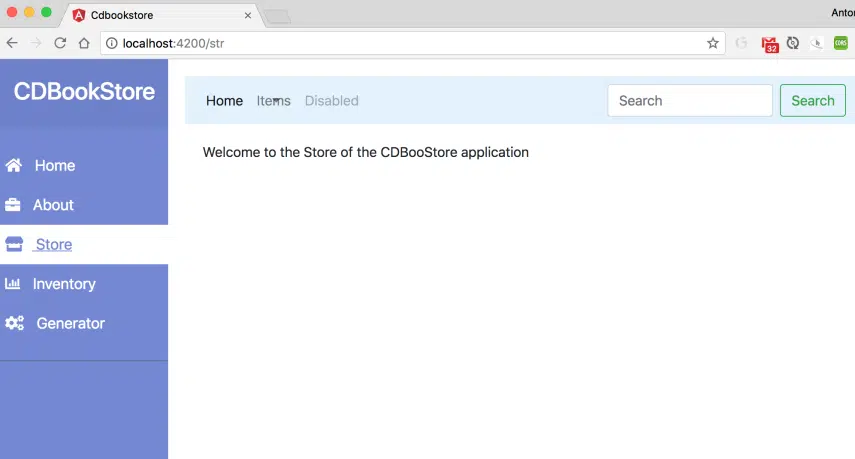 Cdbookstore
Anton
localhost:4200/str
32
CORS
CDBookStore
Home
About
Store
Inventory
Generator
Home Items Disabled Search Search
Welcome to the Store of the CDBooStore application